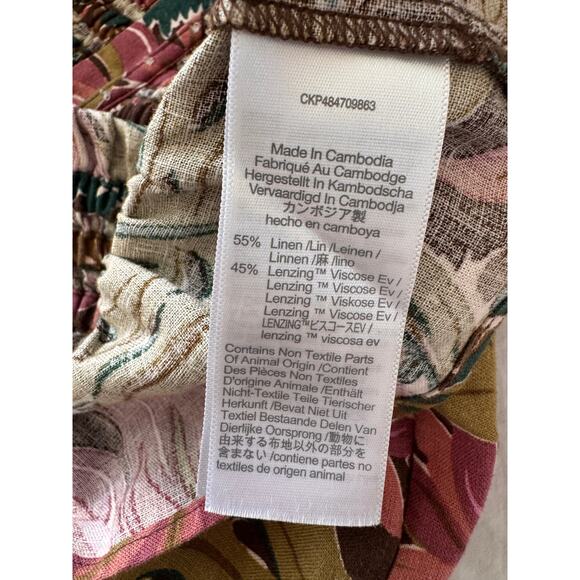 CKP484709863
Made In Cambodia
Fabriqué Au Cambodge
Hergestellt In Kambodscha
Vervaardigd In Cambodja
カンボジア製
hecho en camboya
55% Linen /Lin /Leinen /
Linnen /麻 /lino
45% Lenzing™ Viscose Ev /
Lenzing ™ Viscose Ev /
Lenzing ™ Viskose Ev /
Lenzing ™ Viscose Ev /
LENZING™ビスコースEV /
lenzing ™ viscosa ev
Contains Non Textile Parts
Of Animal Origin /Contient
Des Pièces Non Textiles
D'origine Animale /Enthält
Nicht-Textile Teile Tierischer
Herkunft /Bevat Niet Uit
Textiel Bestaande Delen Van
Dierlijke Oorsprong /動物に
由来する布地以外の部分を
含まない /contiene partes no
textiles de origen animal